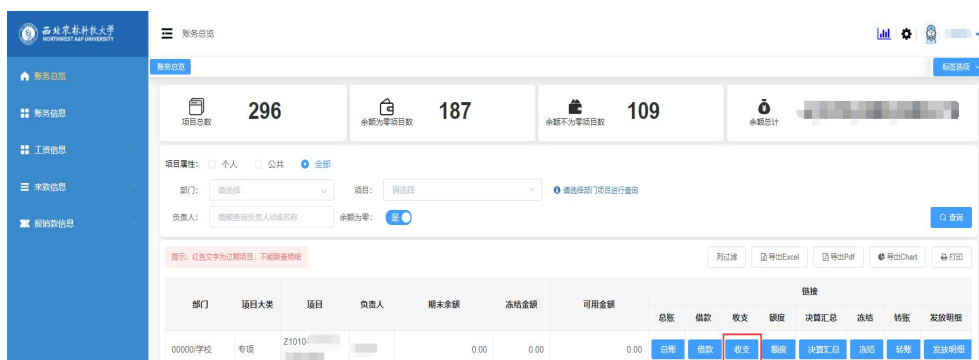 西北农林科技大学
NORTHWEST A&F UNIVERSITY
账务总览
账务总览
标签选项
账务总览
账务信息
工资信息
来款信息
报销款信息
项目总数 296
余额为零项目数 187
余额不为零项目数 109
余额总计
项目属性: 个人 公共 全部
部门: 请选择 项目: 请选择 请选择部门项目进行查询
负责人: 模糊查询负责人id或名称 余额为零: 是 查询
提示: 红色文字为过期项目, 不能联查明细 列过滤 导出Excel 导出Pdf 导出Chart 打印
部门 项目大类 项目 负责人 期末余额 冻结金额 可用金额 链接
总账 借款 收支 额度 决算汇总 冻结 转账 发放明细
00000/学校 专项 Z1010 0.00 0.00 0.00 总账 借款 收支 额度 决算汇总 冻结 转账 发放明细